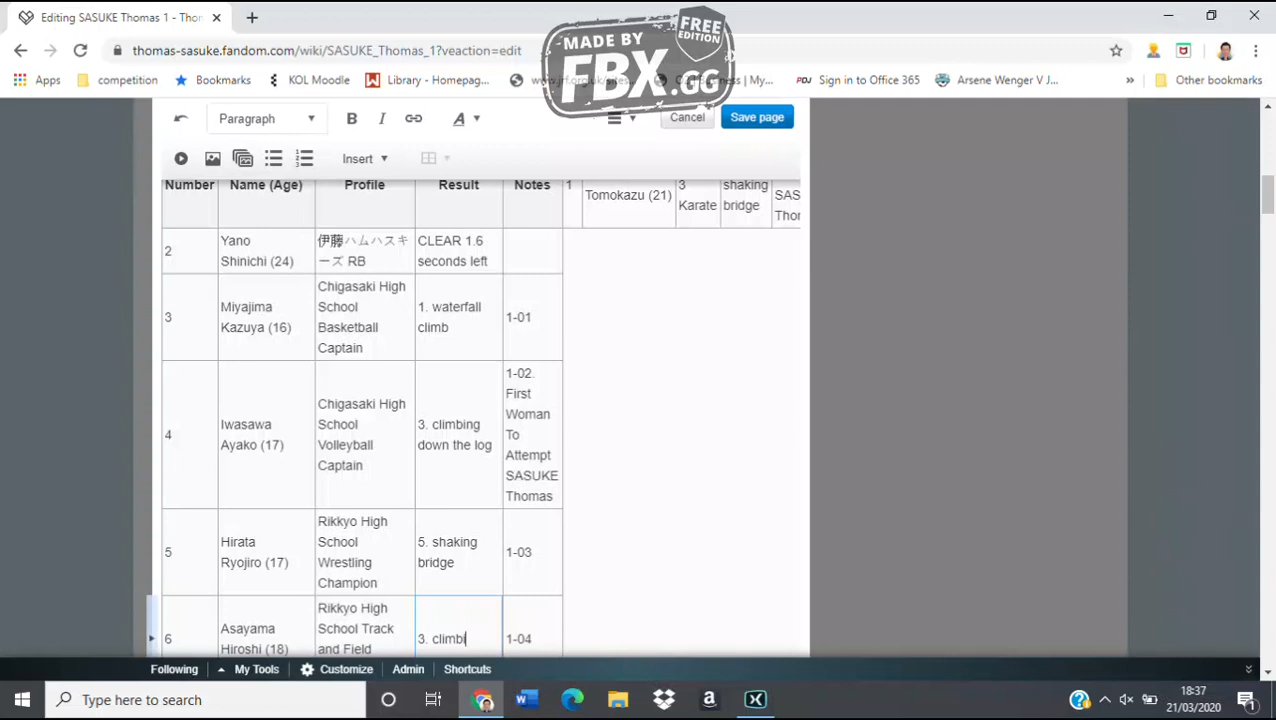 Editing SASUKE Thomas 1 - Thor
thomas-sasuke.fandom.com/wiki/SASUKE_Thomas_1?veaction=edit
MADE BY
FREE
EDITION
FBX.GG
Apps
competition
Bookmarks
KOL Moodle
Library - Homepag...
Business | My...
Sign in to Office 365
Arsene Wenger V J...
»
Other bookmarks
Paragraph
B
I
A
Cancel
Save page
Insert
Number Name (Age) Profile Result Notes
1
Tomokazu (21)
3
Karate
shaking
bridge
SAS
Thor
2
Yano
Shinichi (24)
伊藤ハムハスキ
ーズ RB
CLEAR 1.6
seconds left
3
Miyajima
Kazuya (16)
Chigasaki High
School
Basketball
Captain
1. waterfall
climb
1-01
4
Iwasawa
Ayako (17)
Chigasaki High
School
Volleyball
Captain
3. climbing
down the log
1-02.
First
Woman
To
Attempt
SASUKE
Thomas
5
Hirata
Ryojiro (17)
Rikkyo High
School
Wrestling
Champion
5. shaking
bridge
1-03
6
Asayama
Hiroshi (18)
Rikkyo High
School Track
and Field
3. climbi
1-04
Following
My Tools
Customize
Admin
Shortcuts
Type here to search
18:37
21/03/2020
1